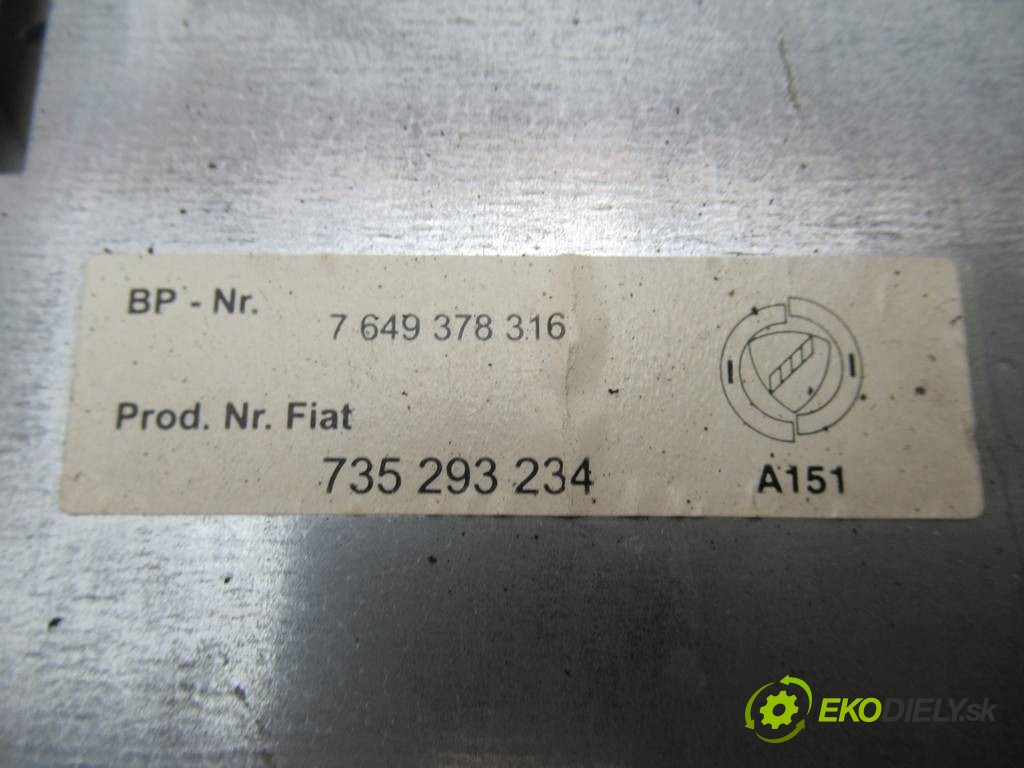 BP - Nr.
7 649 378 316
Prod. Nr. Fiat
735 293 234
A151
EKODIELY.sk